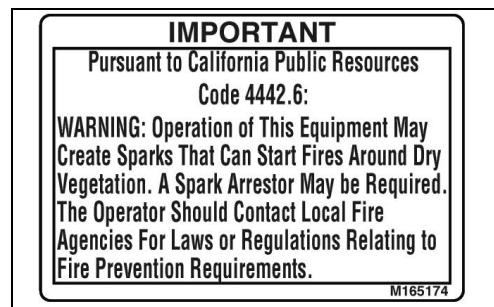 IMPORTANT
Pursuant to California Public Resources
Code 4442.6:
WARNING: Operation of This Equipment May
Create Sparks That Can Start Fires Around Dry
Vegetation. A Spark Arrestor May be Required.
The Operator Should Contact Local Fire
Agencies For Laws or Regulations Relating to
Fire Prevention Requirements.
M165174